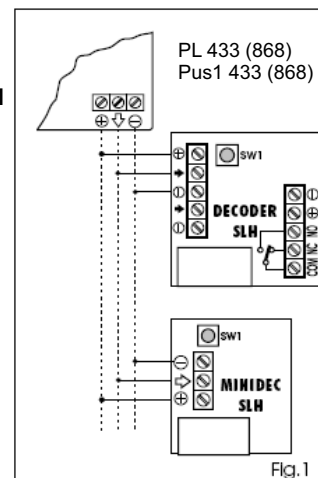 PL 433 (868)
Pus1 433 (868)
SW1
DECODER
SLH
NO
NC
COM
SW1
MINIDEC
SLH
Fig.1